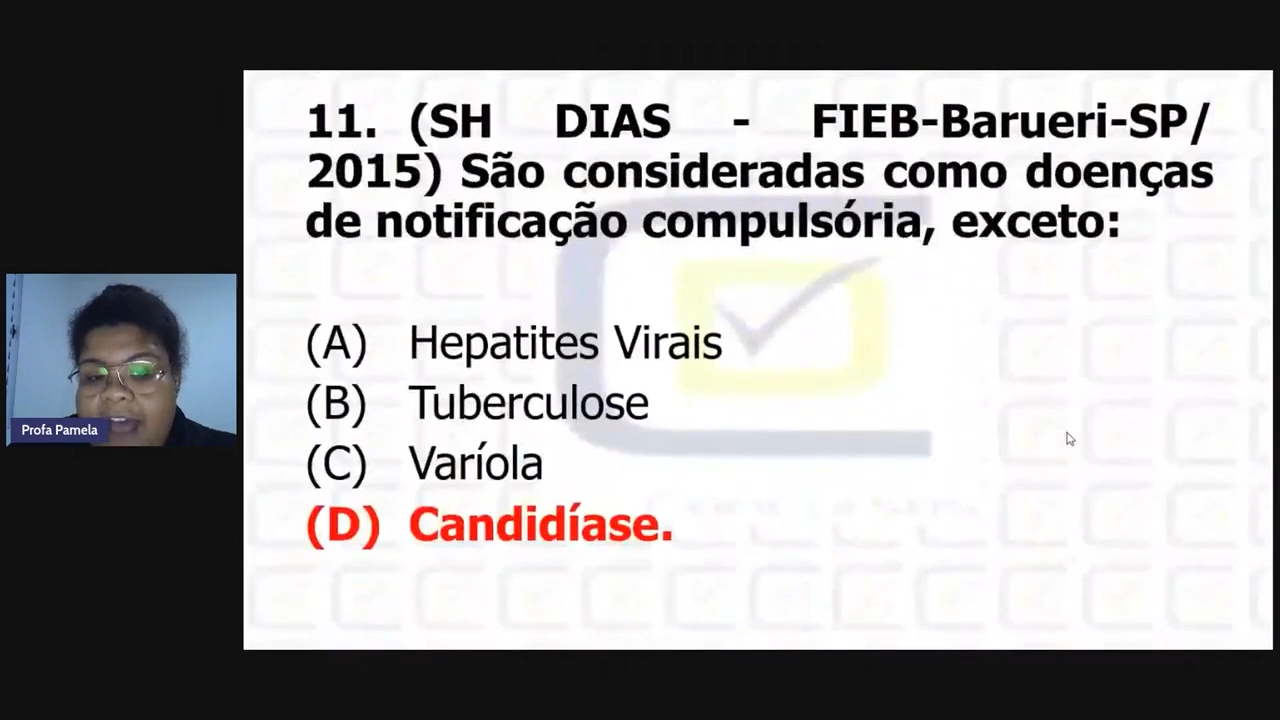 11. (SH DIAS - FIEB-Barueri-SP/
2015) São consideradas como doenças
de notificação compulsória, exceto:
(A) Hepatites Virais
(B) Tuberculose
(C) Varíola
(D) Candidíase.
Profa Pamela